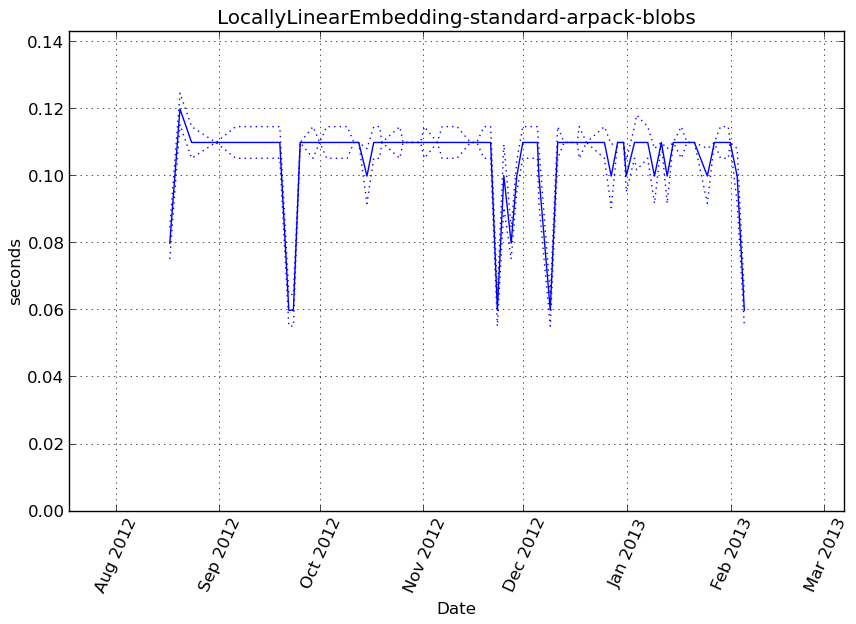 LocallyLinearEmbedding-standard-arpack-blobs
0.14
0.12
0.10
0.08
0.06
0.04
0.02
0.00
seconds
Aug 2012
Sep 2012
Oct 2012
Nov 2012
Dec 2012
Jan 2013
Feb 2013
Mar 2013
Date